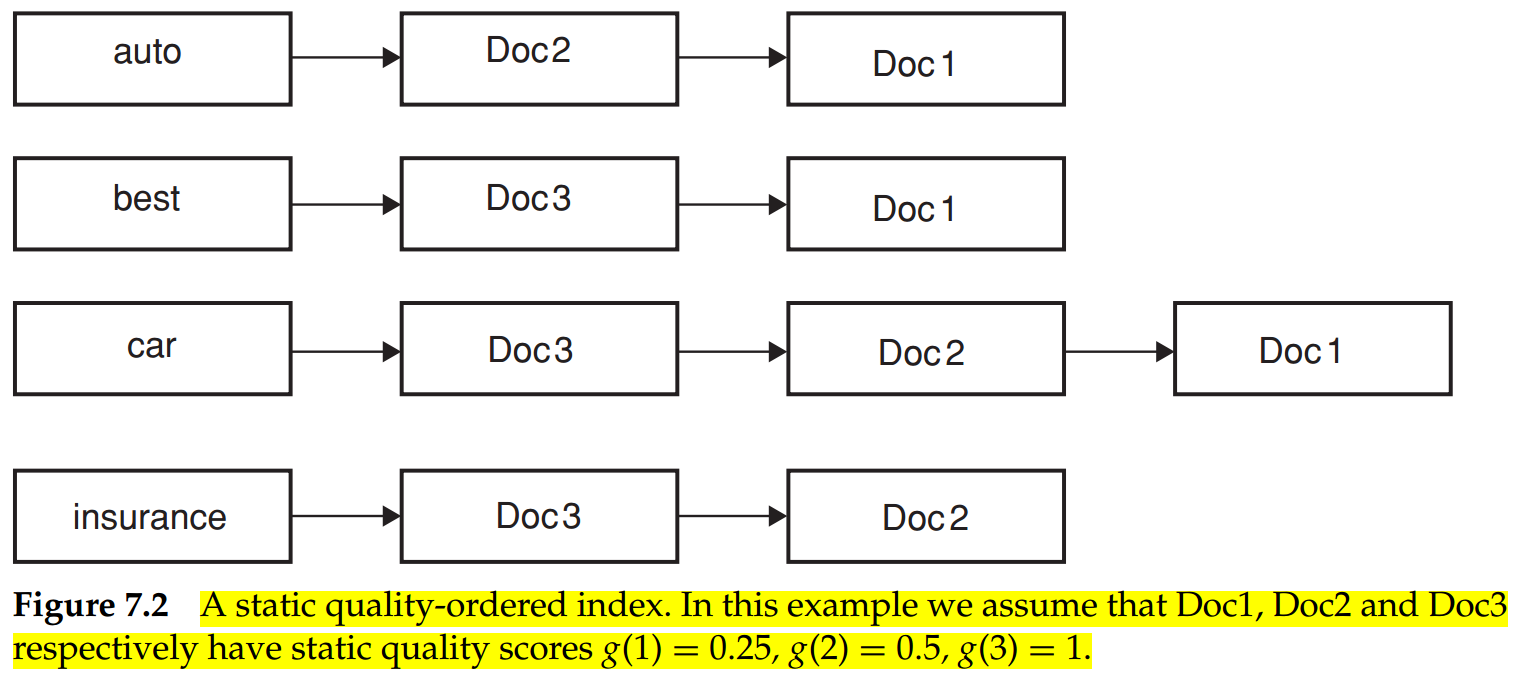 auto Doc2 Doc1
best Doc3 Doc1
car Doc3 Doc2 Doc1
insurance Doc3 Doc2
Figure 7.2 A static quality-ordered index. In this example we assume that Doc1, Doc2 and Doc3
respectively have static quality scores g(1) = 0.25, g(2) = 0.5, g(3) = 1.